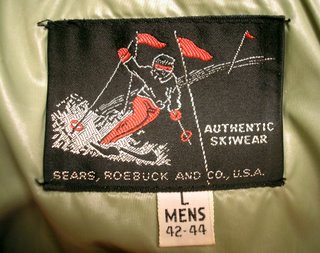 AUTHENTIC
SKIWEAR
SEARS, ROEBUCK AND CO., U.S.A.
L
MENS
42-44